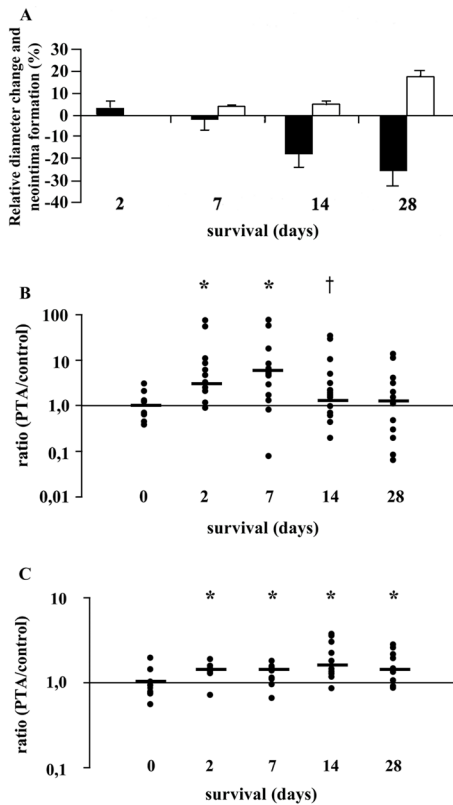 A
Relative diameter change and
neointima formation (%)
30
20
10
0
-10
-20
-30
-40
2 7 14 28
survival (days)
B
* * †
ratio (PTA/control)
100
10
1,0
0,1
0,01
0 2 7 14 28
survival (days)
C
* * * *
ratio (PTA/control)
10
1,0
0,1
0 2 7 14 28
survival (days)